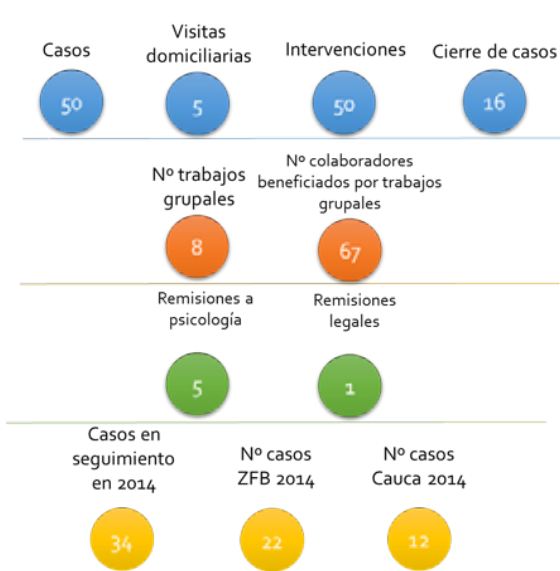 Casos
Visitas
domiciliarias
Intervenciones
Cierre de casos
50
5
50
16
Nº trabajos
grupales
Nº colaboradores
beneficiados por trabajos
grupales
8
67
Remisiones a
psicología
Remisiones
legales
5
1
Casos en
seguimiento
en 2014
Nº casos
ZFB 2014
Nº casos
Cauca 2014
34
22
12